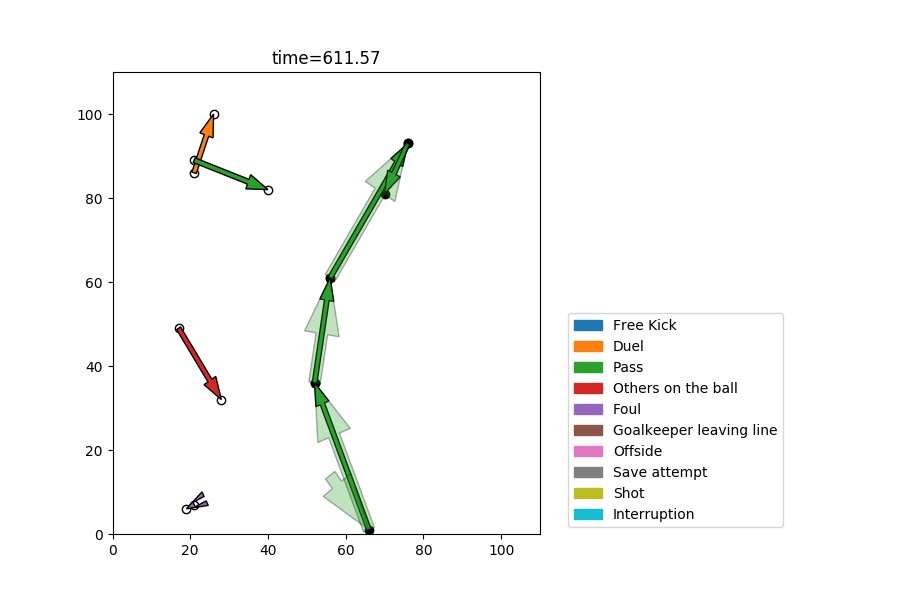 time=611.57
100
80
60
40
20
0
0 20 40 60 80 100
Free Kick
Duel
Pass
Others on the ball
Foul
Goalkeeper leaving line
Offside
Save attempt
Shot
Interruption